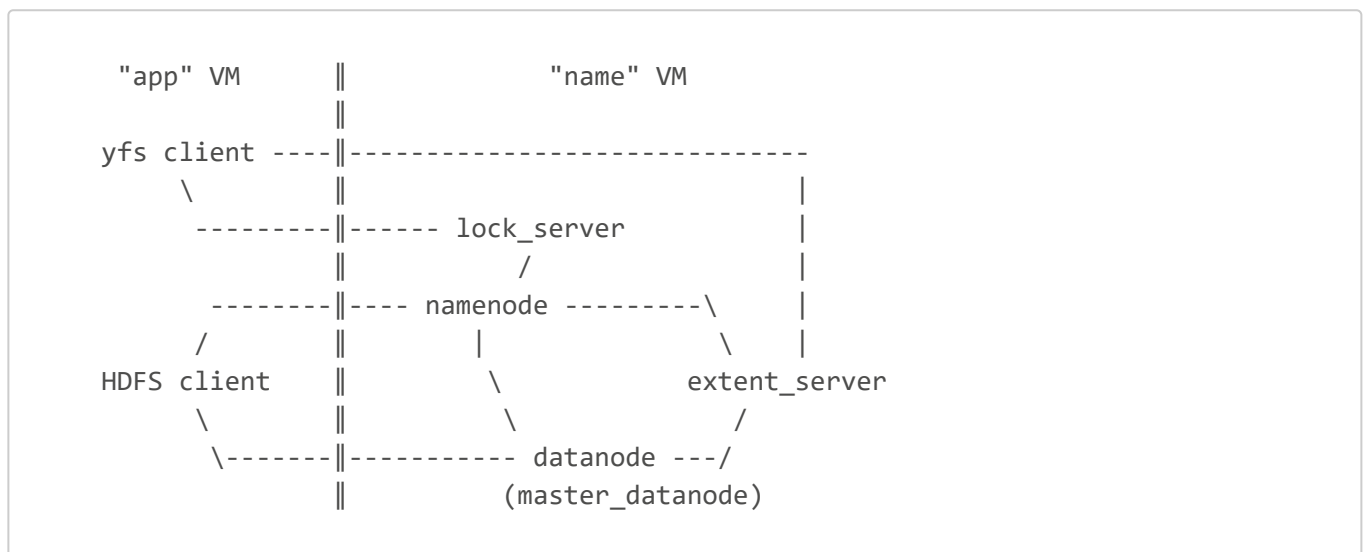 "app" VM ║ "name" VM
║
yfs client ----║------------------------------
\ ║ |
---------║------ lock_server |
║ / |
--------║---- namenode ---------\ |
/ ║ | \ |
HDFS client ║ \ extent_server
\ ║ \ /
\-------║----------- datanode ---/
║ (master_datanode)